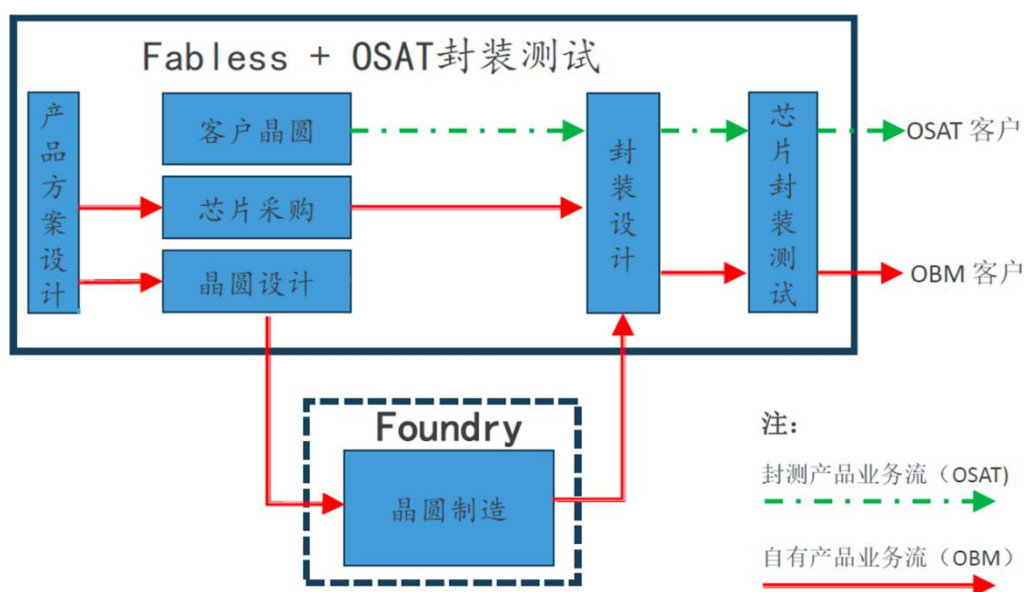 Fabless + OSAT封装测试
产品方案设计
客户晶圆
芯片采购
晶圆设计
封装设计
芯片封装测试
OSAT 客户
OBM 客户
Foundry
晶圆制造
注：
封测产品业务流（OSAT)
自有产品业务流（OBM）